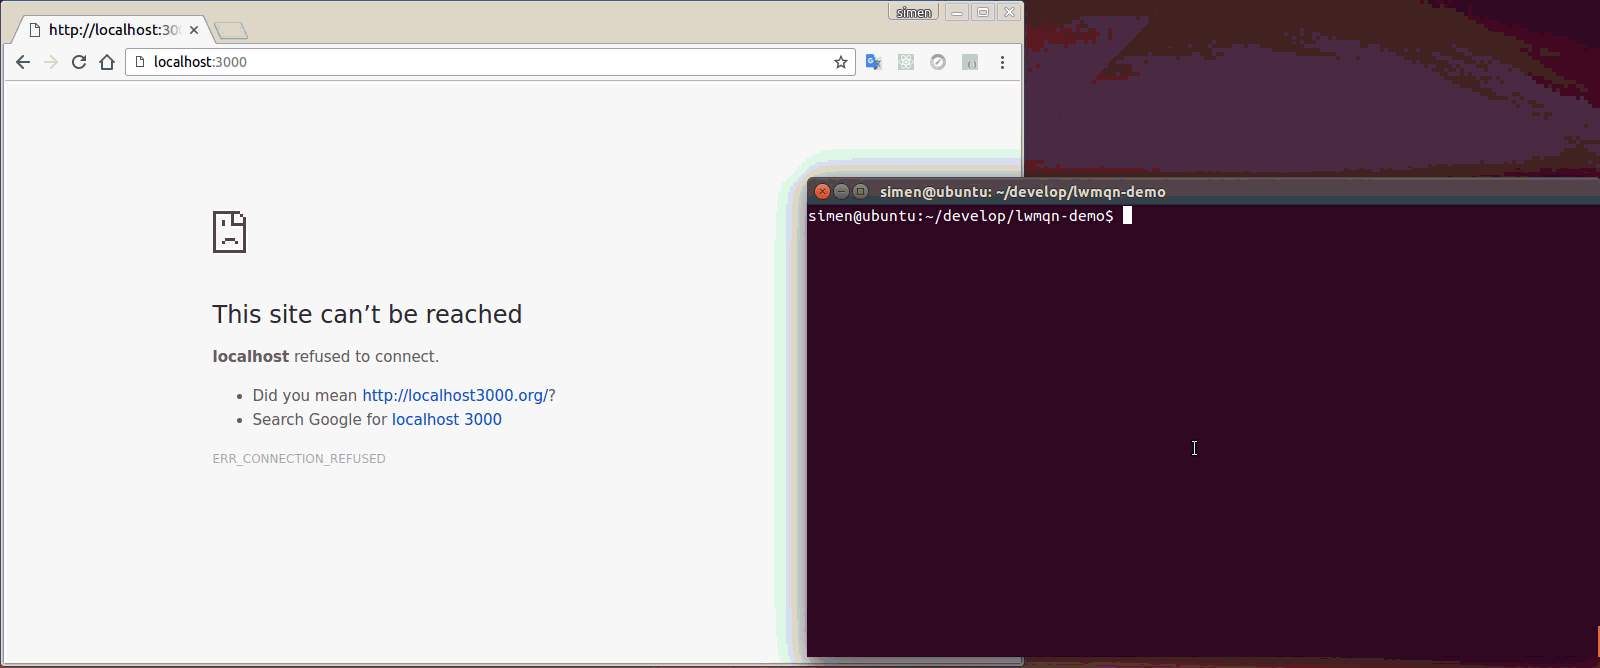 simen
http://localhost:30
localhost:3000
This site can’t be reached
localhost refused to connect.
Did you mean http://localhost3000.org/?
Search Google for localhost 3000
ERR_CONNECTION_REFUSED
simen@ubuntu: ~/develop/lwmqn-demo
simen@ubuntu:~/develop/lwmqn-demo$